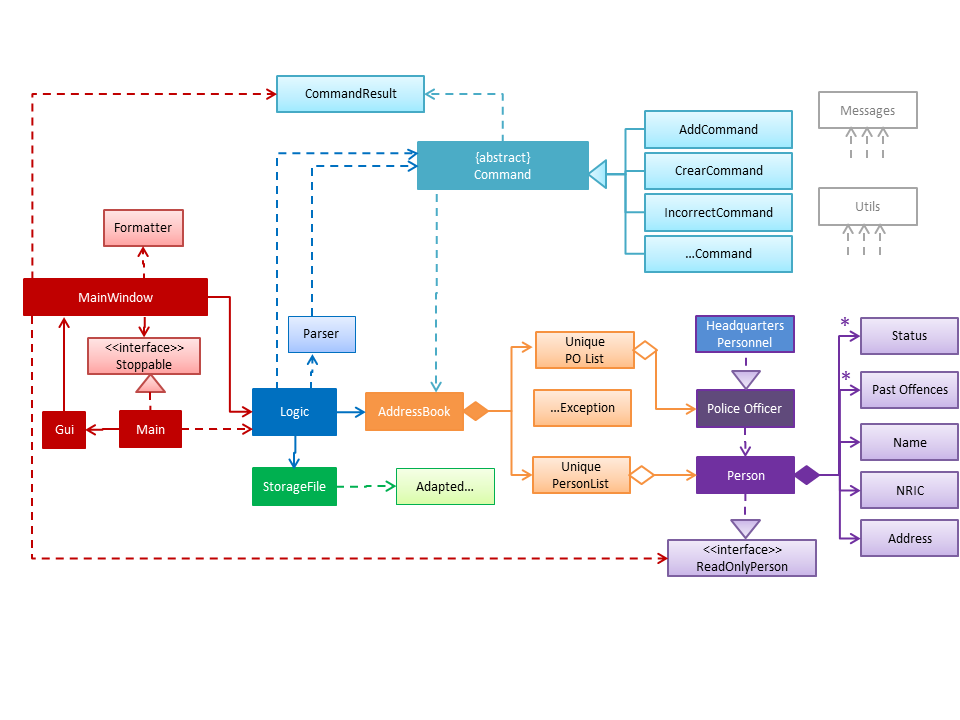 CommandResult
Messages
{abstract}
Command
AddCommand
CrearCommand
IncorrectCommand
...Command
Utils
Formatter
MainWindow
<<interface>>
Stoppable
Parser
Unique
PO List
Headquarters
Personnel
*
Status
*
Past Offences
Gui
Main
Logic
AddressBook
...Exception
Police Officer
Name
StorageFile
Adapted...
Unique
PersonList
Person
NRIC
<<interface>>
ReadOnlyPerson
Address